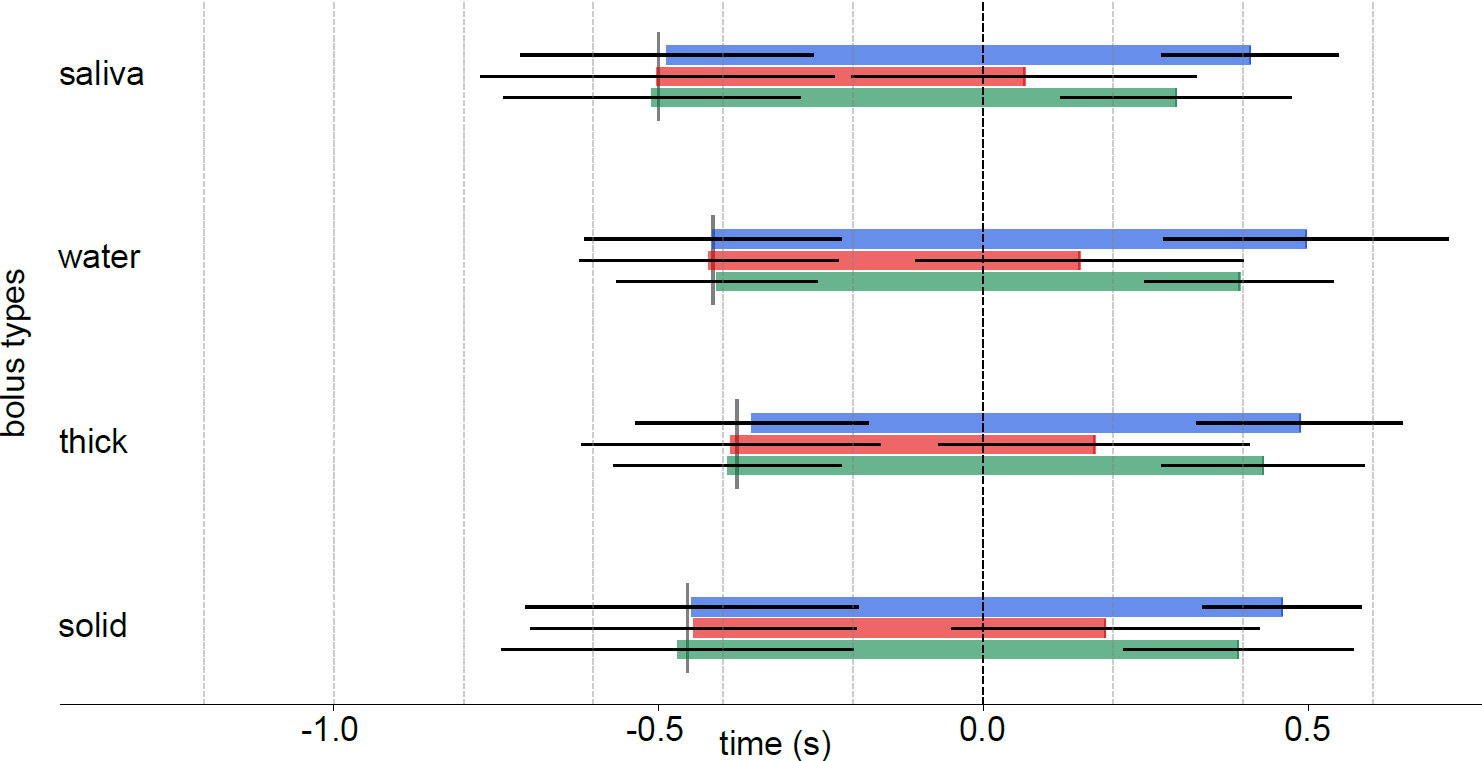 saliva
water
thick
solid
bolus types
-1.0
-0.5
0.0
0.5
time (s)